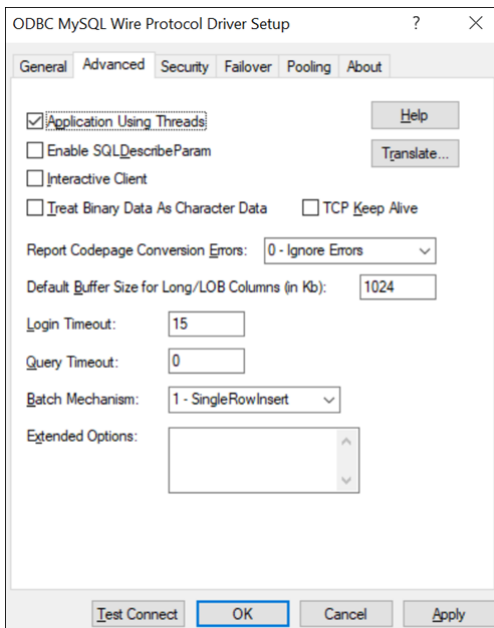 ODBC MySQL Wire Protocol Driver Setup ? ×
General Advanced Security Failover Pooling About
Application Using Threads Help
Enable SQLDescribeParam Translate...
Interactive Client
Treat Binary Data As Character Data TCP Keep Alive
Report Codepage Conversion Errors: 0 - Ignore Errors
Default Buffer Size for Long/LOB Columns (in Kb): 1024
Login Timeout: 15
Query Timeout: 0
Batch Mechanism: 1 - SingleRowInsert
Extended Options:
Test Connect OK Cancel Apply